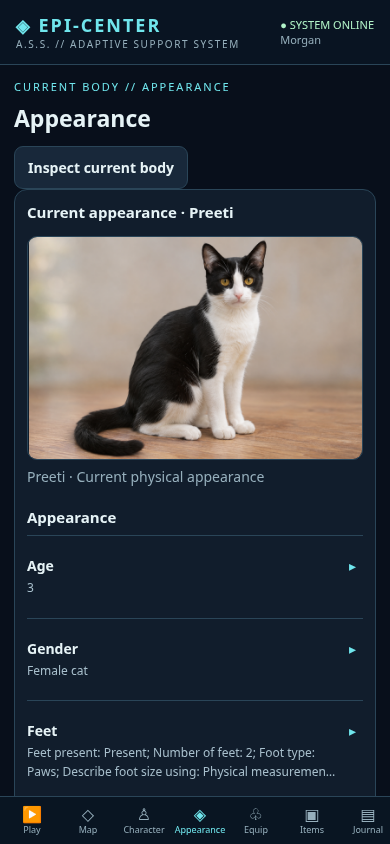 ◈ EPI-CENTER
A.S.S. // ADAPTIVE SUPPORT SYSTEM
● SYSTEM ONLINE
Morgan
CURRENT BODY // APPEARANCE
Appearance
Inspect current body
Current appearance · Preeti
Preeti · Current physical appearance
Appearance
Age
3
Gender
Female cat
Feet
Feet present: Present; Number of feet: 2; Foot type:
Paws; Describe foot size using: Physical measuremen...
Play
Map
Character
Appearance
Equip
Items
Journal